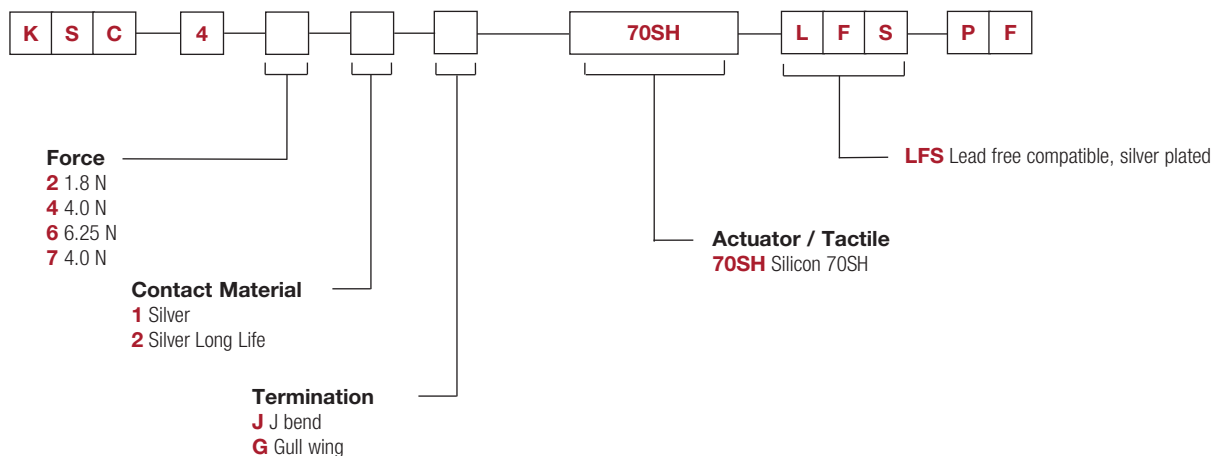 K S C 4 70SH L F S P F
Force
2 1.8 N
4 4.0 N
6 6.25 N
7 4.0 N
LFS Lead free compatible, silver plated
Actuator / Tactile
70SH Silicon 70SH
Contact Material
1 Silver
2 Silver Long Life
Termination
J J bend
G Gull wing